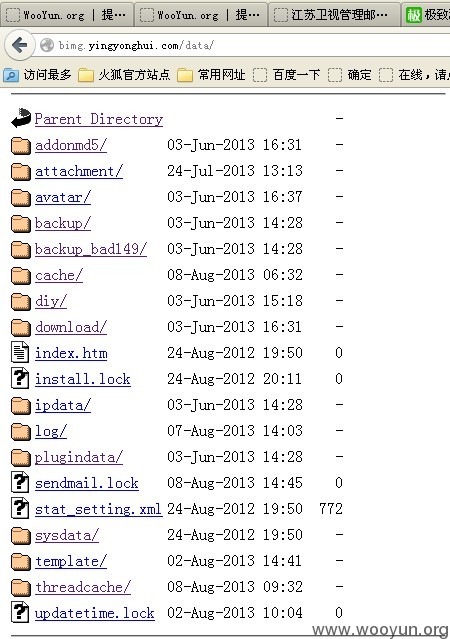 WooYun.org | 提...
WooYun.org | 提...
江苏卫视管理邮...
极致
bimg.yingyonghui.com/data/
访问最多 火狐官方站点 常用网址 百度一下 确定 在线，请点
Parent Directory -
addonmd5/ 03-Jun-2013 16:31 -
attachment/ 24-Jul-2013 13:13 -
avatar/ 03-Jun-2013 16:37 -
backup/ 03-Jun-2013 14:28 -
backup_bad149/ 03-Jun-2013 14:28 -
cache/ 08-Aug-2013 06:32 -
diy/ 03-Jun-2013 15:18 -
download/ 03-Jun-2013 16:31 -
index.htm 24-Aug-2012 19:50 0
install.lock 24-Aug-2012 20:11 0
ipdata/ 03-Jun-2013 14:28 -
log/ 07-Aug-2013 14:03 -
plugindata/ 03-Jun-2013 14:28 -
sendmail.lock 08-Aug-2013 14:45 0
stat_setting.xml 24-Aug-2012 19:50 772
sysdata/ 24-Aug-2012 19:50 -
template/ 02-Aug-2013 14:41 -
threadcache/ 08-Aug-2013 09:32 -
updatetime.lock 02-Aug-2013 10:04 0
www.wooyun.org